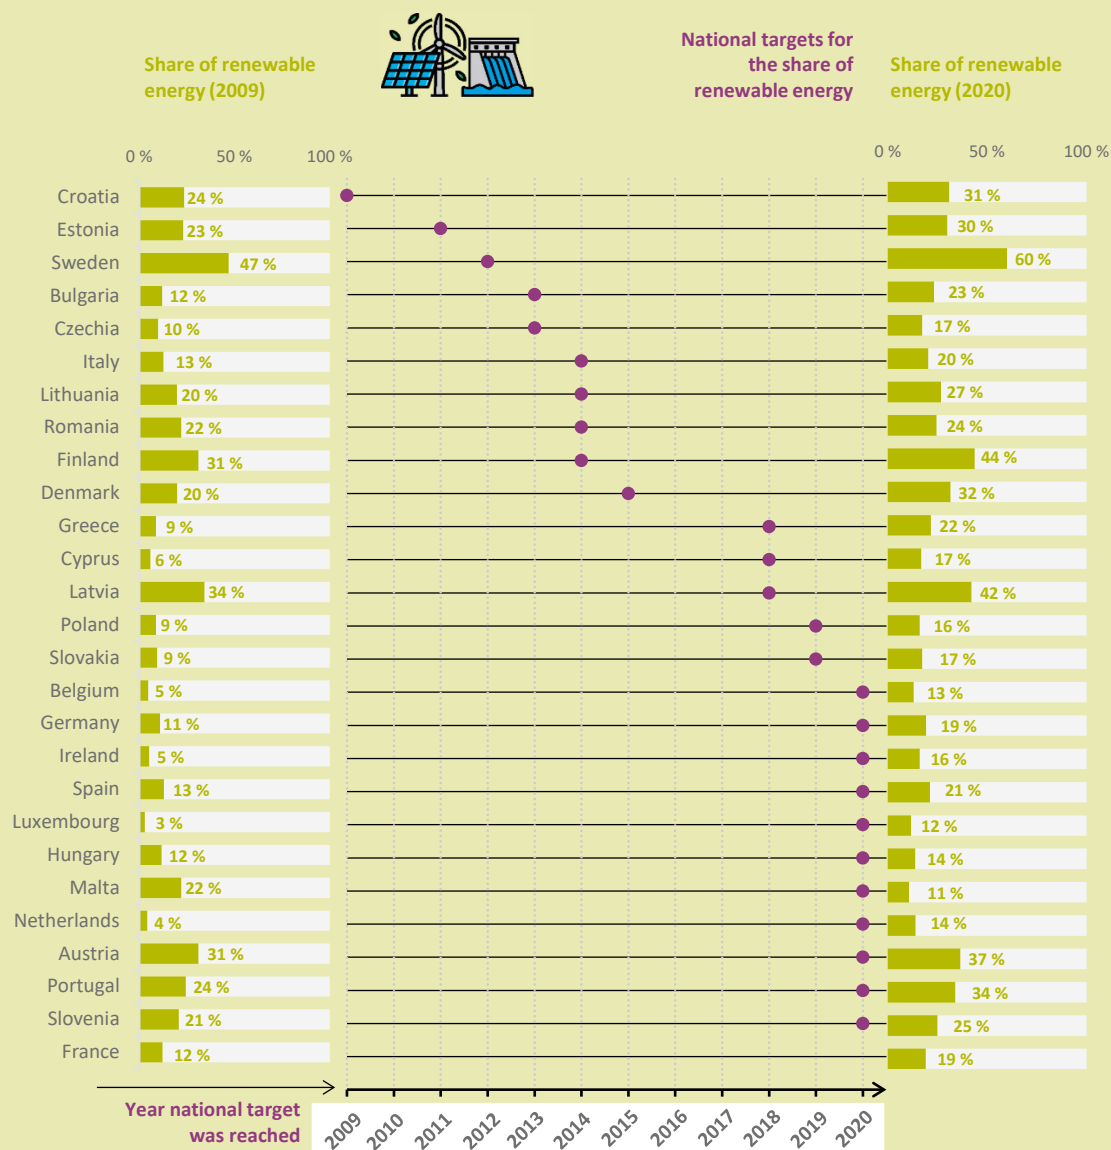 Share of renewable
energy (2009)
National targets for
the share of
renewable energy
Share of renewable
energy (2020)
0 % 50 % 100 %
0 % 50 % 100 %
Croatia 24 % 31 %
Estonia 23 % 30 %
Sweden 47 % 60 %
Bulgaria 12 % 23 %
Czechia 10 % 17 %
Italy 13 % 20 %
Lithuania 20 % 27 %
Romania 22 % 24 %
Finland 31 % 44 %
Denmark 20 % 32 %
Greece 9 % 22 %
Cyprus 6 % 17 %
Latvia 34 % 42 %
Poland 9 % 16 %
Slovakia 9 % 17 %
Belgium 5 % 13 %
Germany 11 % 19 %
Ireland 5 % 16 %
Spain 13 % 21 %
Luxembourg 3 % 12 %
Hungary 12 % 14 %
Malta 22 % 11 %
Netherlands 4 % 14 %
Austria 31 % 37 %
Portugal 24 % 34 %
Slovenia 21 % 25 %
France 12 % 19 %
Year national target
was reached
2009 2010 2011 2012 2013 2014 2015 2016 2017 2018 2019 2020